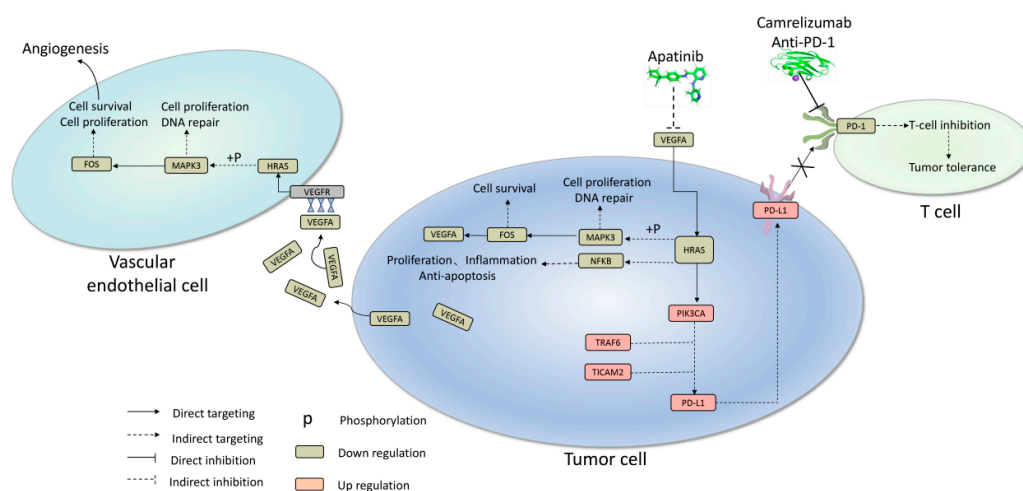 Camrelizumab
Anti-PD-1
Apatinib
Angiogenesis
Cell survival
Cell proliferation
Cell proliferation
DNA repair
FOS
MAPK3
+P
HRAS
VEGFR
VEGFA
VEGFA
VEGFA
VEGFA
Vascular
endothelial cell
VEGFA
PD-1
T-cell inhibition
Tumor tolerance
T cell
Cell survival
Cell proliferation
DNA repair
PD-L1
VEGFA
FOS
MAPK3
+P
HRAS
Proliferation、Inflammation
Anti-apoptosis
NFKB
VEGFA
VEGFA
PIK3CA
TRAF6
TICAM2
PD-L1
Tumor cell
Direct targeting
Indirect targeting
Direct inhibition
Indirect inhibition
p Phosphorylation
Down regulation
Up regulation